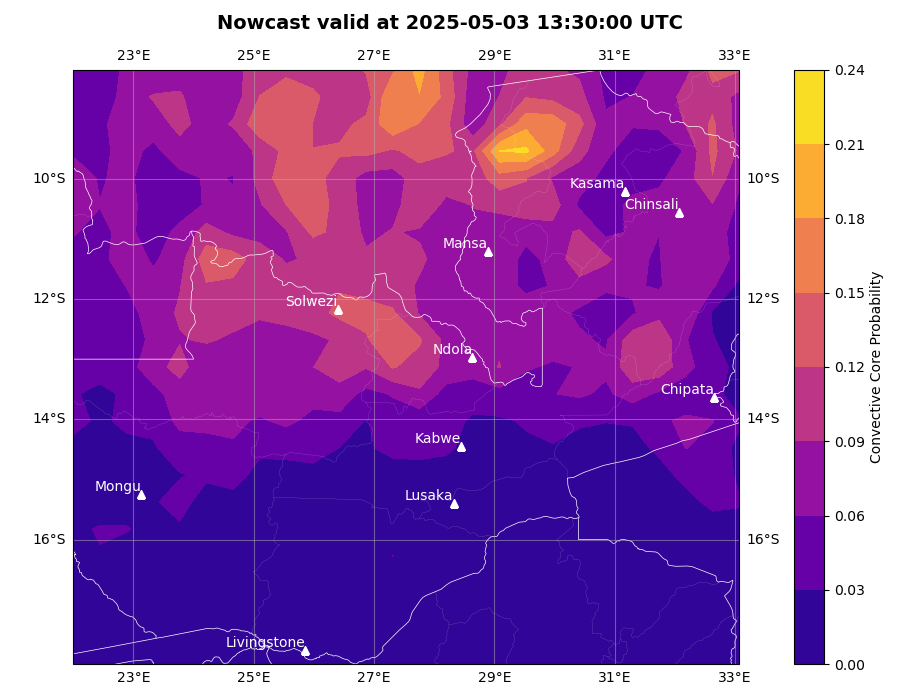 Nowcast valid at 2025-05-03 13:30:00 UTC
23°E 25°E 27°E 29°E 31°E 33°E
0.24
0.21
0.18
0.15
0.12
0.09
0.06
0.03
0.00
Convective Core Probability
10°S 10°S
12°S 12°S
14°S 14°S
16°S 16°S
Kasama
Chinsali
Mansa
Solwezi
Ndola
Chipata
Kabwe
Mongu
Lusaka
Livingstone
23°E 25°E 27°E 29°E 31°E 33°E